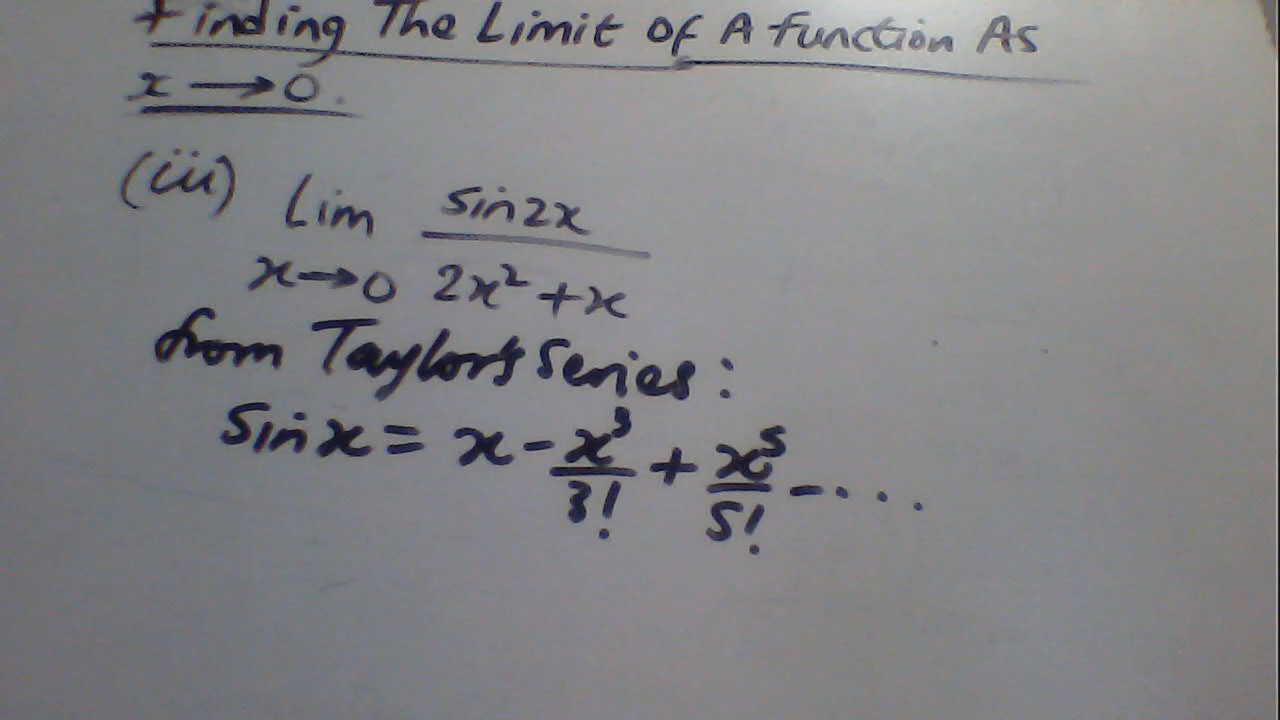 Finding The Limit Of A function As
x → 0.
(iii) Lim sin2x
x→0 2x² + x
from Taylor's Series:
sinx = x - x³/3! + x⁵/5! - ....